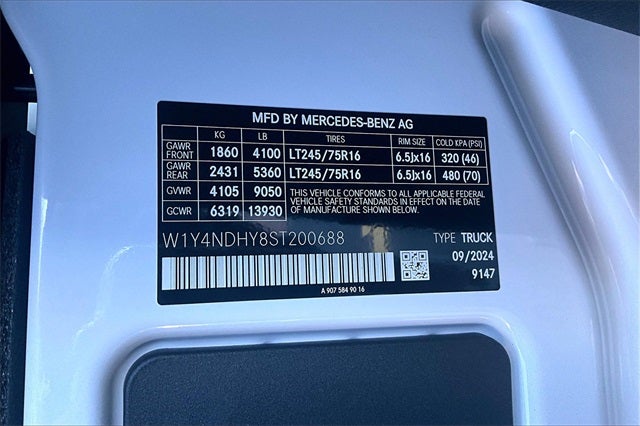 MFD BY MERCEDES-BENZ AG
KG LB TIRES RIM SIZE COLD KPA (PSI)
GAWR FRONT 1860 4100 LT245/75R16 6.5Jx16 320 (46)
GAWR REAR 2431 5360 LT245/75R16 6.5Jx16 480 (70)
GVWR 4105 9050 THIS VEHICLE CONFORMS TO ALL APPLICABLE FEDERAL
VEHICLE SAFETY STANDARDS IN EFFECT ON THE DATE
GCWR 6319 13930 OF MANUFACTURE SHOWN BELOW.
W1Y4NDHY8ST200688 TYPE TRUCK
09/2024
9147
A 907 584 90 16